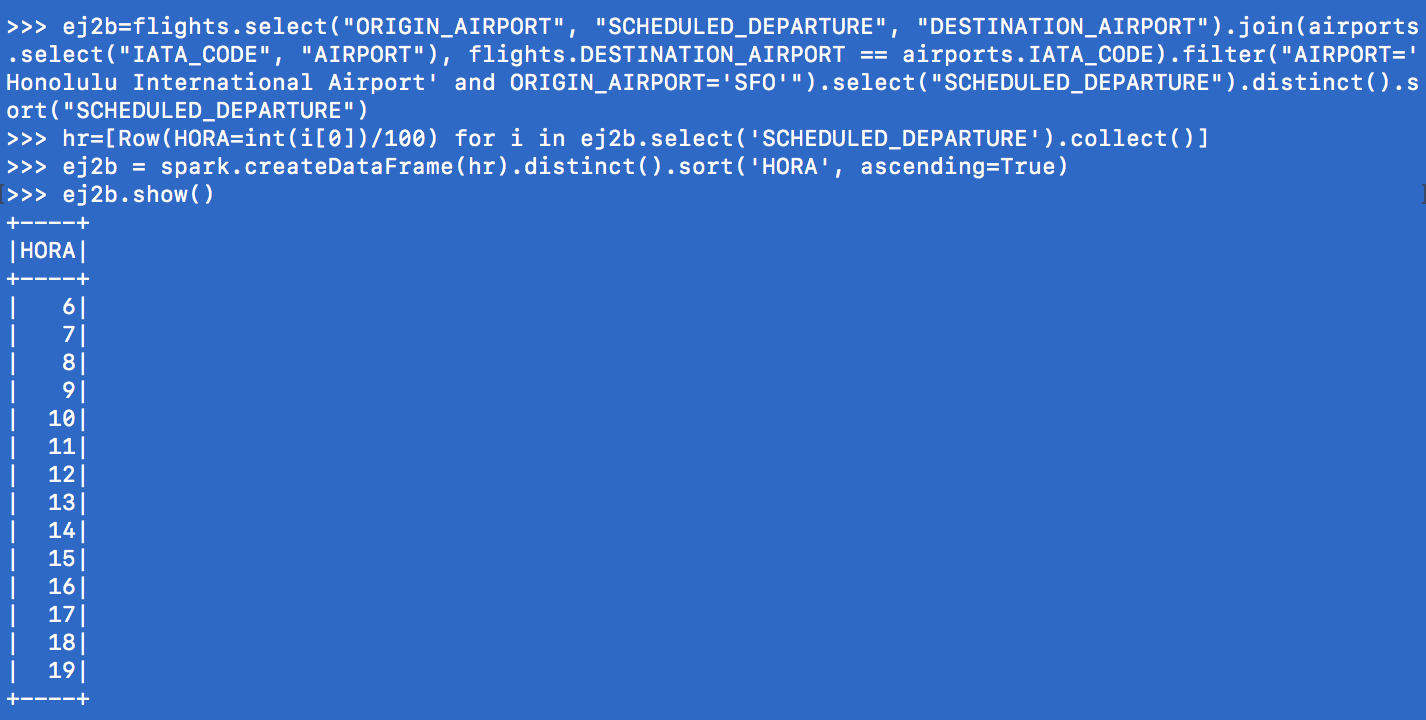 >>> ej2b=flights.select("ORIGIN_AIRPORT", "SCHEDULED_DEPARTURE", "DESTINATION_AIRPORT").join(airports
.select("IATA_CODE", "AIRPORT"), flights.DESTINATION_AIRPORT == airports.IATA_CODE).filter("AIRPORT='
Honolulu International Airport' and ORIGIN_AIRPORT='SFO'").select("SCHEDULED_DEPARTURE").distinct().s
ort("SCHEDULED_DEPARTURE")
>>> hr=[Row(HORA=int(i[0])/100) for i in ej2b.select('SCHEDULED_DEPARTURE').collect()]
>>> ej2b = spark.createDataFrame(hr).distinct().sort('HORA', ascending=True)
[>>> ej2b.show() ]
+----+
|HORA|
+----+
|   6|
|   7|
|   8|
|   9|
|  10|
|  11|
|  12|
|  13|
|  14|
|  15|
|  16|
|  17|
|  18|
|  19|
+----+